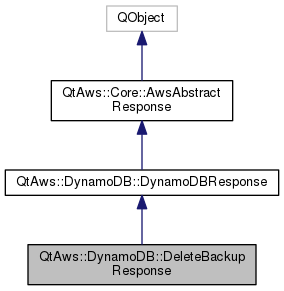 QObject
QtAws::Core::AwsAbstract
Response
QtAws::DynamoDB::DynamoDBResponse
QtAws::DynamoDB::DeleteBackup
Response